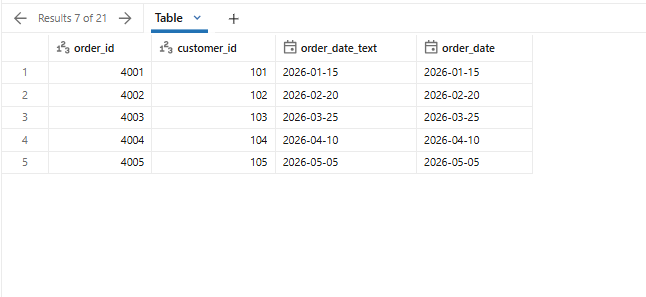 Results 7 of 21 Table
order_id customer_id order_date_text order_date
1 4001 101 2026-01-15 2026-01-15
2 4002 102 2026-02-20 2026-02-20
3 4003 103 2026-03-25 2026-03-25
4 4004 104 2026-04-10 2026-04-10
5 4005 105 2026-05-05 2026-05-05